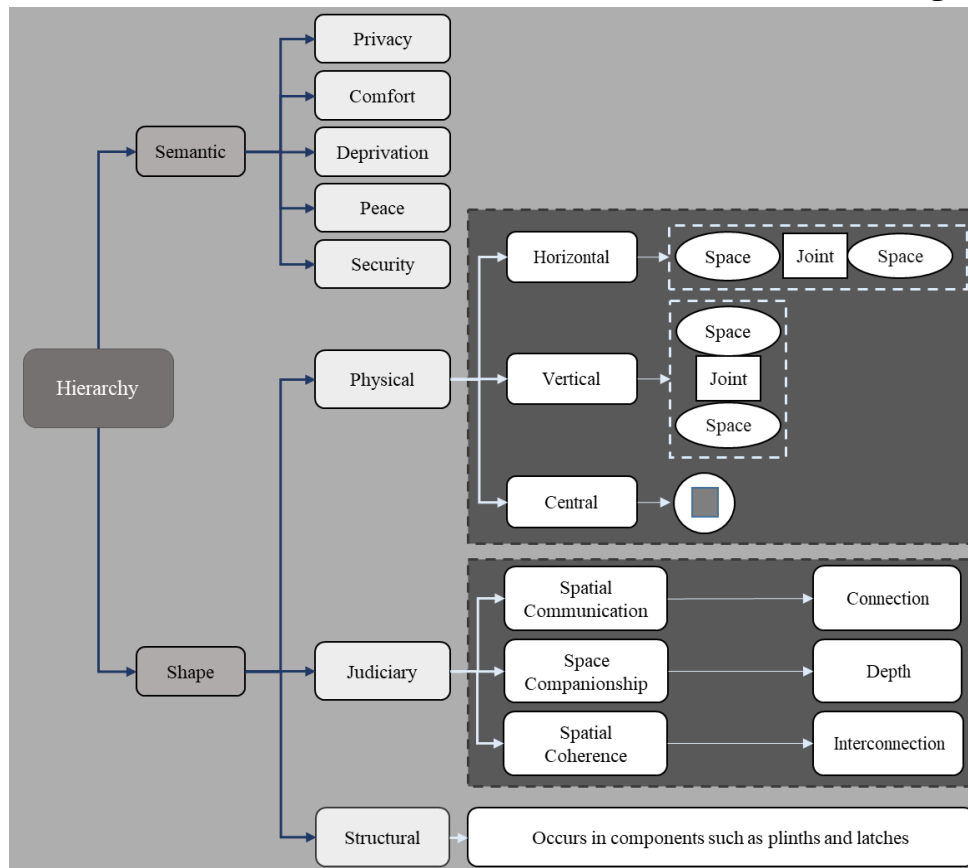 Privacy
Comfort
Semantic
Deprivation
Peace
Security
Horizontal
Space
Joint
Space
Hierarchy
Physical
Vertical
Space
Joint
Space
Central
Shape
Judiciary
Spatial
Communication
Connection
Space
Companionship
Depth
Spatial
Coherence
Interconnection
Structural
Occurs in components such as plinths and latches